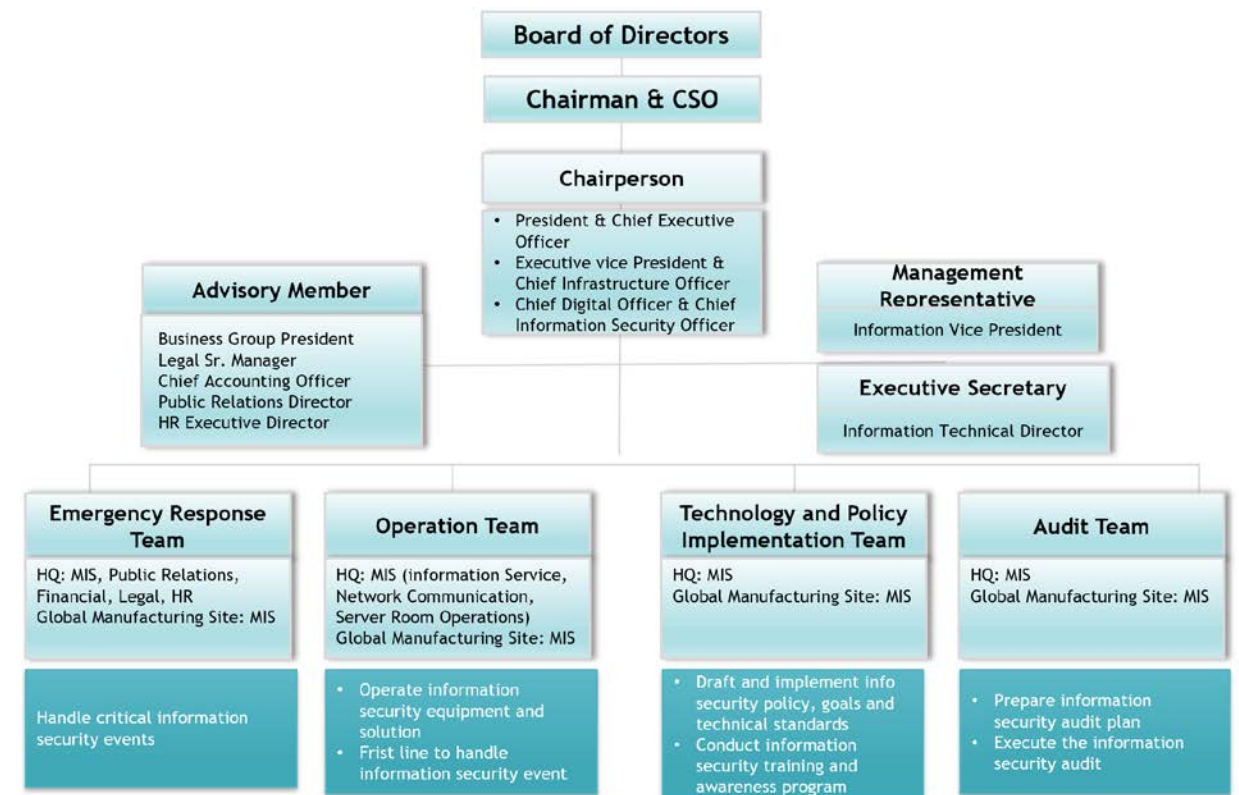 Board of Directors
Chairman & CSO
Chairperson
• President & Chief Executive
Officer
• Executive vice President &
Chief Infrastructure Officer
• Chief Digital Officer & Chief
Information Security Officer
Advisory Member
Business Group President
Legal Sr. Manager
Chief Accounting Officer
Public Relations Director
HR Executive Director
Management
Representative
Information Vice President
Executive Secretary
Information Technical Director
Emergency Response
Team
HQ: MIS, Public Relations,
Financial, Legal, HR
Global Manufacturing Site: MIS
Handle critical information
security events
Operation Team
HQ: MIS (information Service,
Network Communication,
Server Room Operations)
Global Manufacturing Site: MIS
• Operate information
security equipment and
solution
• Frist line to handle
information security event
Technology and Policy
Implementation Team
HQ: MIS
Global Manufacturing Site: MIS
• Draft and implement info
security policy, goals and
technical standards
• Conduct information
security training and
awareness program
Audit Team
HQ: MIS
Global Manufacturing Site: MIS
• Prepare information
security audit plan
• Execute the information
security audit